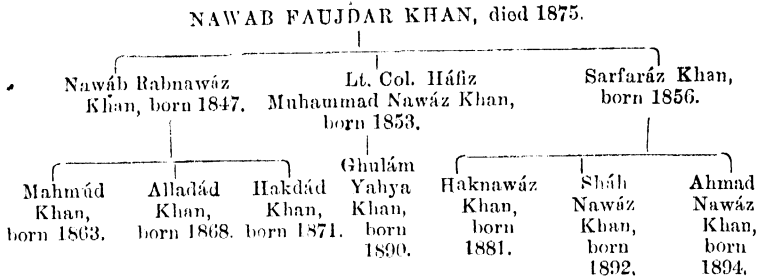 NAWAB FAUJDAR KHAN, died 1875.
Nawáb Rabnawáz
Khan, born 1847.
Lt. Col. Háfiz
Muhammad Nawáz Khan,
born 1853.
Sarfaráz Khan,
born 1856.
Mahmúd
Khan,
born 1863.
Alladád
Khan,
born 1868.
Hakdád
Khan,
born 1871.
Ghulám
Yahya
Khan,
born
1890.
Haknawáz
Khan,
born
1881.
Sháh
Nawáz
Khan,
born
1892.
Ahmad
Nawáz
Khan,
born
1894.